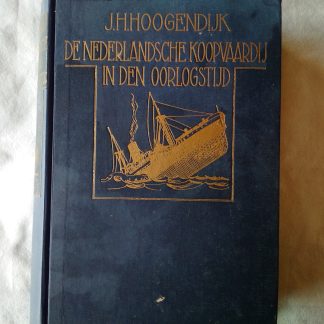 J.H.HOOGENDIJK
DE NEDERLANDSCHE KOOPVAARDIJ
IN DEN OORLOGSTIJD